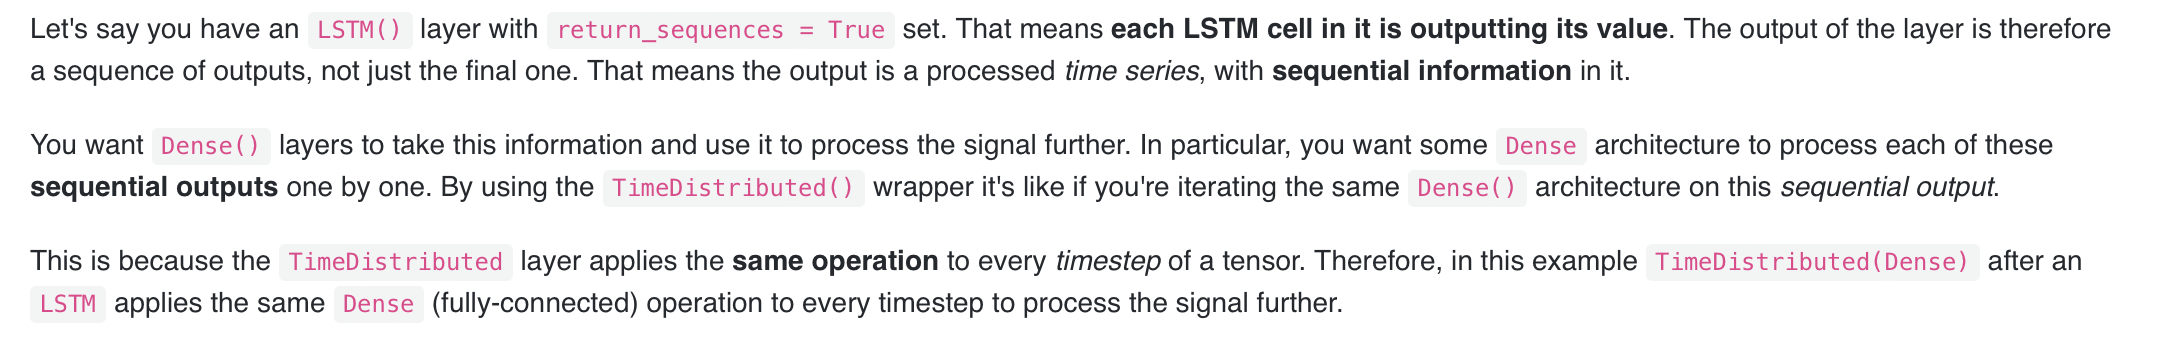 Let's say you have an LSTM() layer with return_sequences = True set. That means each LSTM cell in it is outputting its value. The output of the layer is therefore
a sequence of outputs, not just the final one. That means the output is a processed time series, with sequential information in it.
You want Dense() layers to take this information and use it to process the signal further. In particular, you want some Dense architecture to process each of these
sequential outputs one by one. By using the TimeDistributed() wrapper it's like if you're iterating the same Dense() architecture on this sequential output.
This is because the TimeDistributed layer applies the same operation to every timestep of a tensor. Therefore, in this example TimeDistributed(Dense) after an
LSTM applies the same Dense (fully-connected) operation to every timestep to process the signal further.